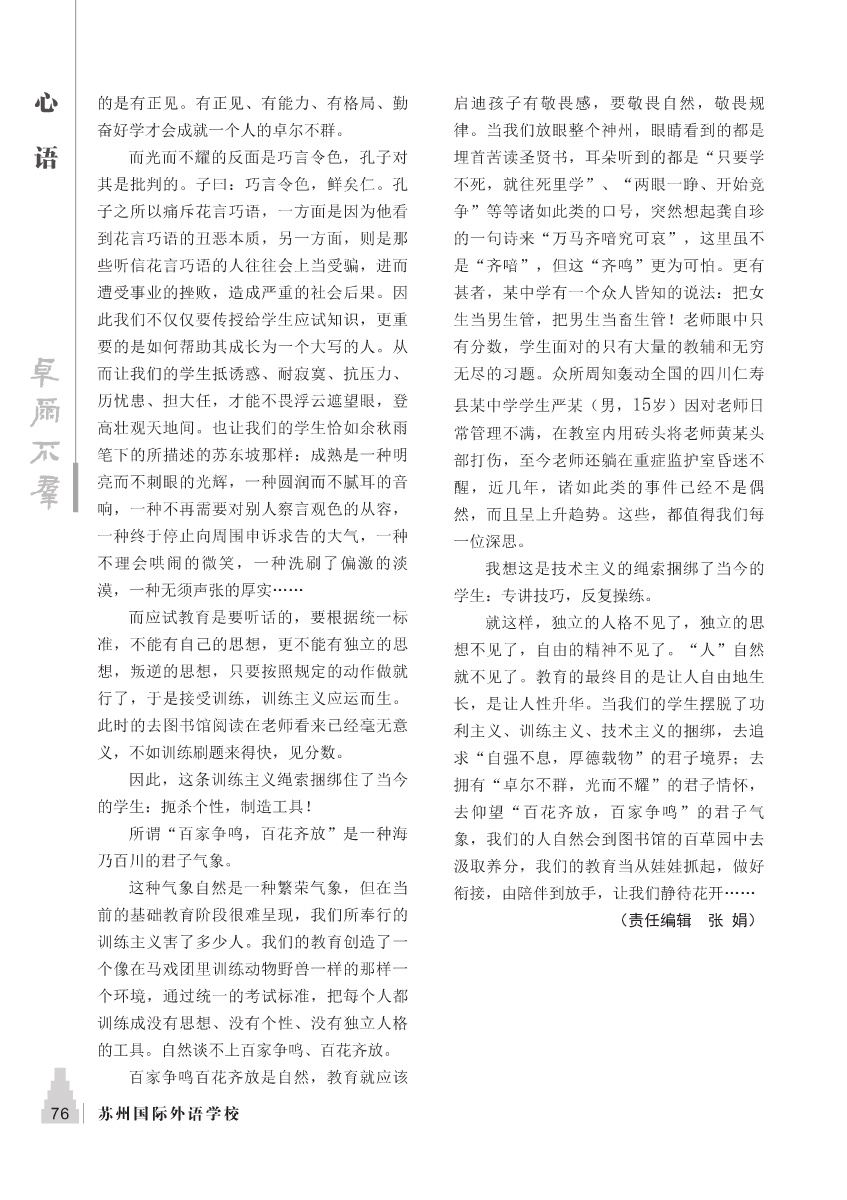 心
语
卓
尔
不
群
的是有正见。有正见、有能力、有格局、勤
奋好学才会成就一个人的卓尔不群。
而光而不耀的反面是巧言令色，孔子对
其是批判的。子曰：巧言令色，鲜矣仁。孔
子之所以痛斥花言巧语，一方面是因为他看
到花言巧语的丑恶本质，另一方面，则是那
些听信花言巧语的人往往会上当受骗，进而
遭受事业的挫败，造成严重的社会后果。因
此我们不仅仅要传授给学生应试知识，更重
要的是如何帮助其成长为一个大写的人。从
而让我们的学生抵诱惑、耐寂寞、抗压力、
历忧患、担大任，才能不畏浮云遮望眼，登
高壮观天地间。也让我们的学生恰如余秋雨
笔下的所描述的苏东坡那样：成熟是一种明
亮而不刺眼的光辉，一种圆润而不腻耳的音
响，一种不再需要对别人察言观色的从容，
一种终于停止向周围申诉求告的大气，一种
不理会哄闹的微笑，一种洗刷了偏激的淡
漠，一种无须声张的厚实……
而应试教育是要听话的，要根据统一标
准，不能有自己的思想，更不能有独立的思
想，叛逆的思想，只要按照规定的动作做就
行了，于是接受训练，训练主义应运而生。
此时的去图书馆阅读在老师看来已经毫无意
义，不如训练刷题来得快，见分数。
因此，这条训练主义绳索捆绑住了当今
的学生：扼杀个性，制造工具！
所谓“百家争鸣，百花齐放”是一种海
乃百川的君子气象。
这种气象自然是一种繁荣气象，但在当
前的基础教育阶段很难呈现，我们所奉行的
训练主义害了多少人。我们的教育创造了一
个像在马戏团里训练动物野兽一样的那样一
个环境，通过统一的考试标准，把每个人都
训练成没有思想、没有个性、没有独立人格
的工具。自然谈不上百家争鸣、百花齐放。
百家争鸣百花齐放是自然，教育就应该
启迪孩子有敬畏感，要敬畏自然，敬畏规
律。当我们放眼整个神州，眼睛看到的都是
埋首苦读圣贤书，耳朵听到的都是“只要学
不死，就往死里学”、“两眼一睁、开始竞
争”等等诸如此类的口号，突然想起龚自珍
的一句诗来“万马齐喑究可哀”，这里虽不
是“齐喑”，但这“齐鸣”更为可怕。更有
甚者，某中学有一个众人皆知的说法：把女
生当男生管，把男生当畜生管！老师眼中只
有分数，学生面对的只有大量的教辅和无穷
无尽的习题。众所周知轰动全国的四川仁寿
县某中学学生严某（男，15岁）因对老师日
常管理不满，在教室内用砖头将老师黄某头
部打伤，至今老师还躺在重症监护室昏迷不
醒，近几年，诸如此类的事件已经不是偶
然，而且呈上升趋势。这些，都值得我们每
一位深思。
我想这是技术主义的绳索捆绑了当今的
学生：专讲技巧，反复操练。
就这样，独立的人格不见了，独立的思
想不见了，自由的精神不见了。“人”自然
就不见了。教育的最终目的是让人自由地生
长，是让人性升华。当我们的学生摆脱了功
利主义、训练主义、技术主义的捆绑，去追
求“自强不息，厚德载物”的君子境界；去
拥有“卓尔不群，光而不耀”的君子情怀，
去仰望“百花齐放，百家争鸣”的君子气
象，我们的人自然会到图书馆的百草园中去
汲取养分，我们的教育当从娃娃抓起，做好
衔接，由陪伴到放手，让我们静待花开……
（责任编辑 张 娟）
76 苏州国际外语学校